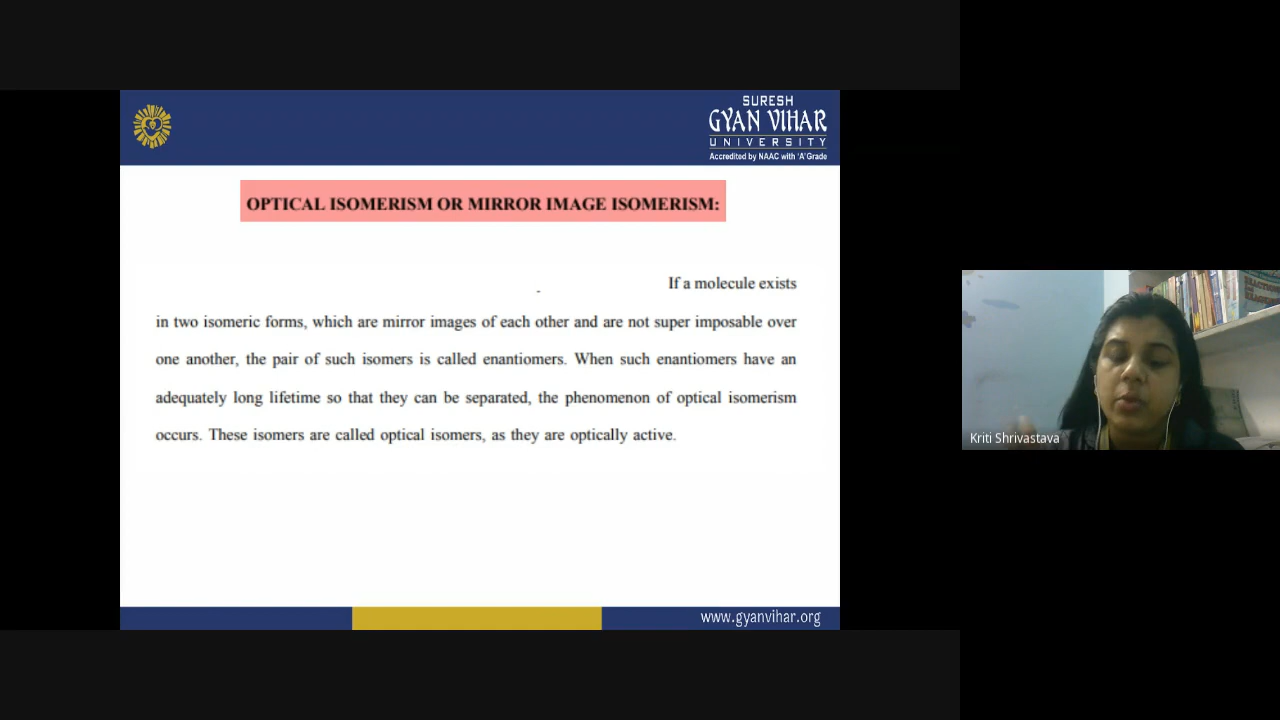 SURESH
GYAN VIHAR
UNIVERSITY
Accredited by NAAC with 'A' Grade
OPTICAL ISOMERISM OR MIRROR IMAGE ISOMERISM:
If a molecule exists
in two isomeric forms, which are mirror images of each other and are not super imposable over
one another, the pair of such isomers is called enantiomers. When such enantiomers have an
adequately long lifetime so that they can be separated, the phenomenon of optical isomerism
occurs. These isomers are called optical isomers, as they are optically active.
Kriti Shrivastava
www.gyanvihar.org